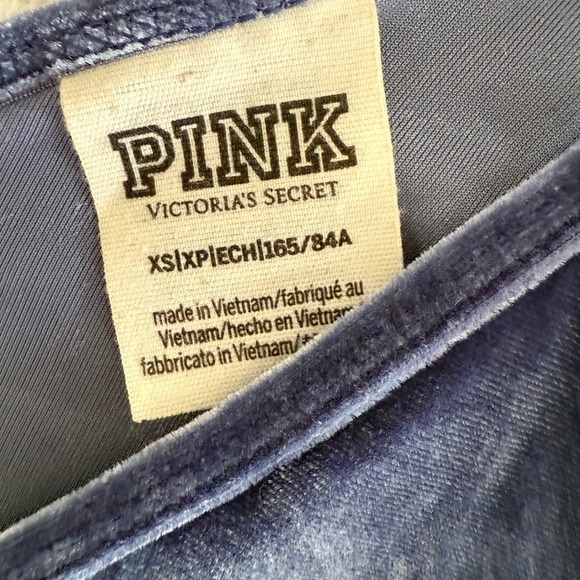 PINK
VICTORIA'S SECRET
XS|XP|ECH|165/84A
made in Vietnam/fabriqué au
Vietnam/hecho en Vietnam
fabbricato in Vietnam/